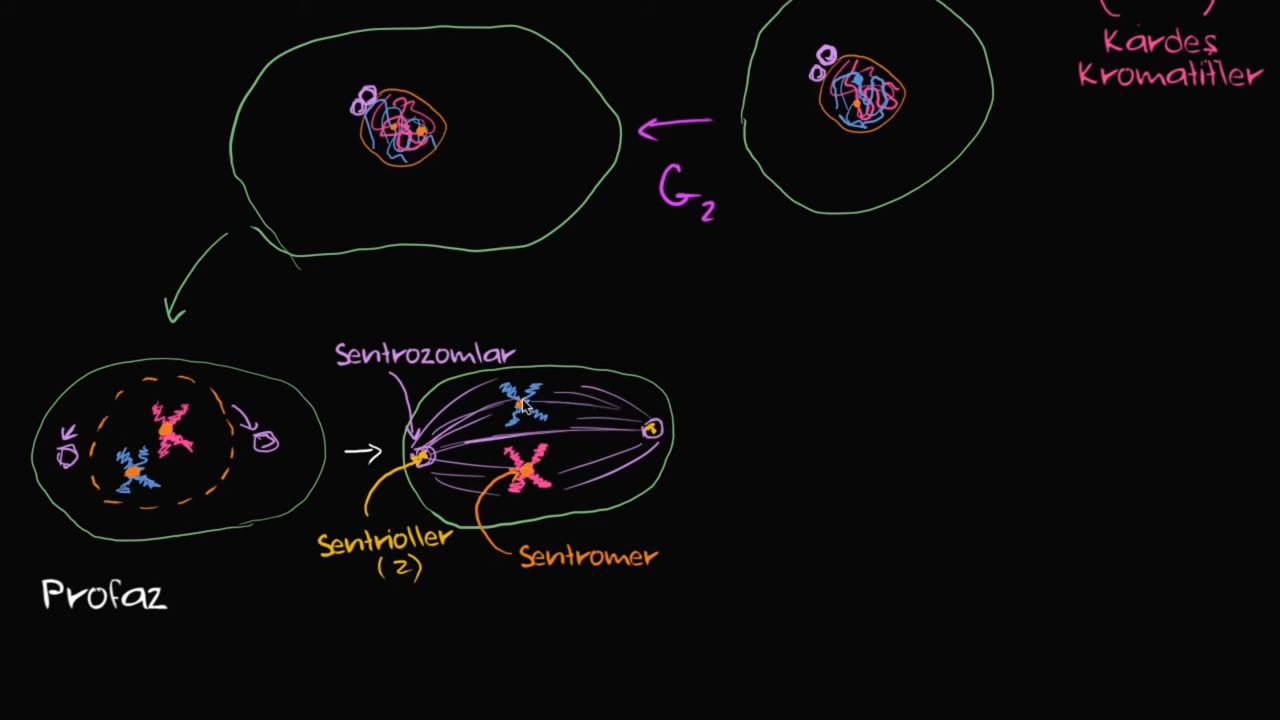 Kardeş
Kromatitler
G2
Sentrozomlar
Sentrioller
(2)
Sentromer
Profaz